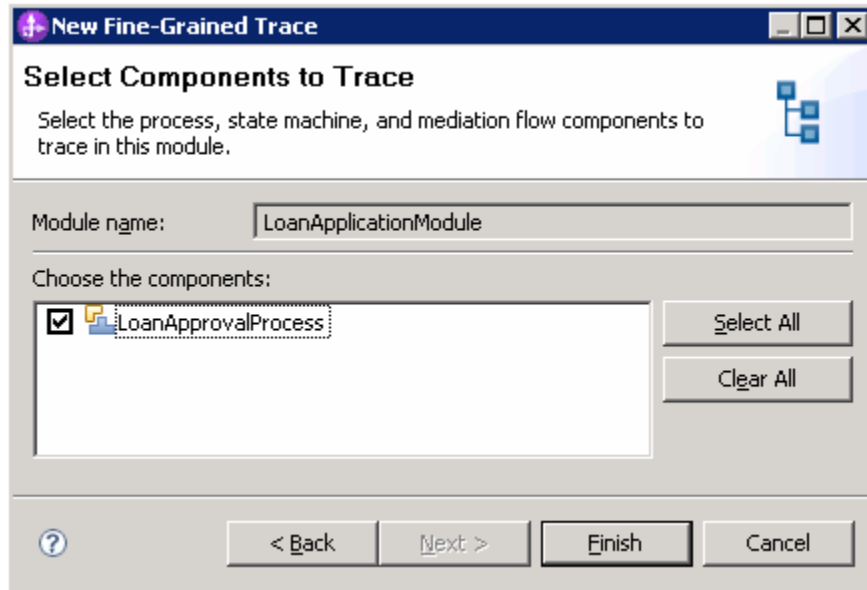 New Fine-Grained Trace
Select Components to Trace
Select the process, state machine, and mediation flow components to
trace in this module.
Module name: LoanApplicationModule
Choose the components:
LoanApprovalProcess
Select All
Clear All
?
< Back Next > Finish Cancel